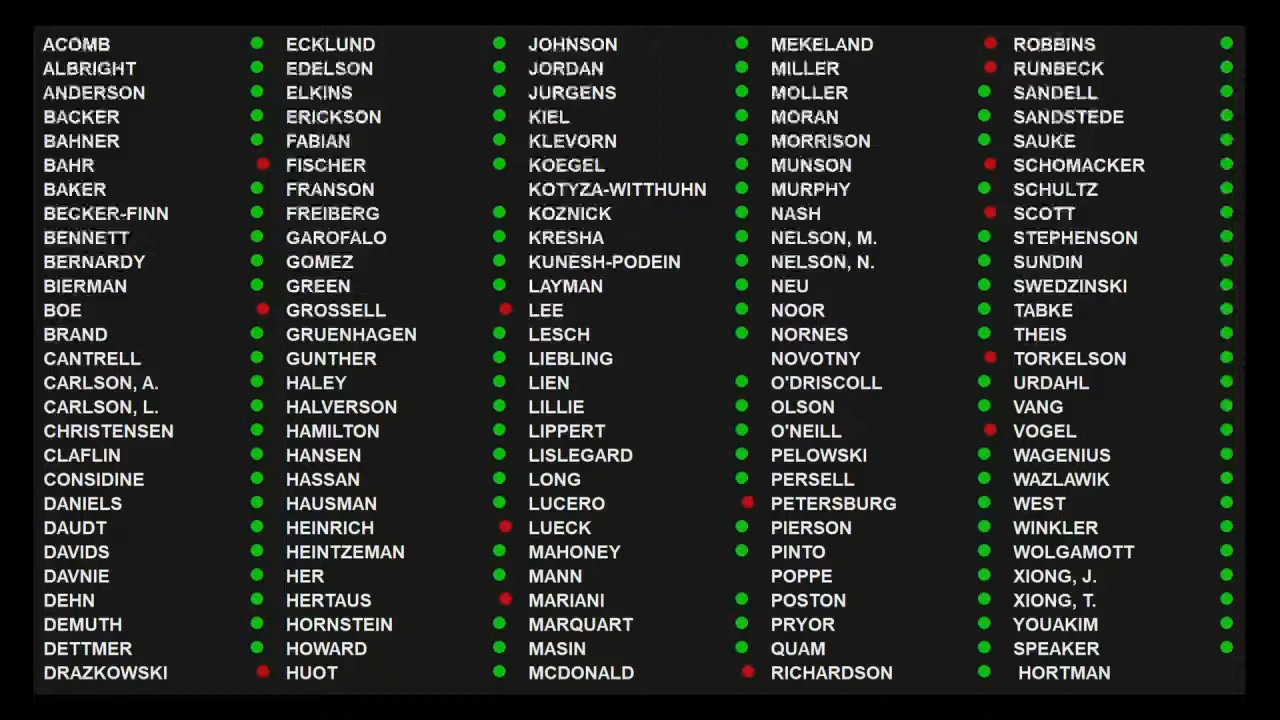 ACOMB
ALBRIGHT
ANDERSON
BACKER
BAHNER
BAHR
BAKER
BECKER-FINN
BENNETT
BERNARDY
BIERMAN
BOE
BRAND
CANTRELL
CARLSON, A.
CARLSON, L.
CHRISTENSEN
CLAFLIN
CONSIDINE
DANIELS
DAUDT
DAVIDS
DAVNIE
DEHN
DEMUTH
DETTMER
DRAZKOWSKI
ECKLUND
EDELSON
ELKINS
ERICKSON
FABIAN
FISCHER
FRANSON
FREIBERG
GAROFALO
GOMEZ
GREEN
GROSSELL
GRUENHAGEN
GUNTHER
HALEY
HALVERSON
HAMILTON
HANSEN
HASSAN
HAUSMAN
HEINRICH
HEINTZEMAN
HER
HERTAUS
HORNSTEIN
HOWARD
HUOT
JOHNSON
JORDAN
JURGENS
KIEL
KLEVORN
KOEGEL
KOTYZA-WITTHUHN
KOZNICK
KRESHA
KUNESH-PODEIN
LAYMAN
LEE
LESCH
LIEBLING
LIEN
LILLIE
LIPPERT
LISLEGARD
LONG
LUCERO
LUECK
MAHONEY
MANN
MARIANI
MARQUART
MASIN
MCDONALD
MEKELAND
MILLER
MOLLER
MORAN
MORRISON
MUNSON
MURPHY
NASH
NELSON, M.
NELSON, N.
NEU
NOOR
NORNES
NOVOTNY
O'DRISCOLL
OLSON
O'NEILL
PELOWSKI
PERSELL
PETERSBURG
PIERSON
PINTO
POPPE
POSTON
PRYOR
QUAM
RICHARDSON
ROBBINS
RUNBECK
SANDELL
SANDSTEDE
SAUKE
SCHOMACKER
SCHULTZ
SCOTT
STEPHENSON
SUNDIN
SWEDZINSKI
TABKE
THEIS
TORKELSON
URDAHL
VANG
VOGEL
WAGENIUS
WAZLAWIK
WEST
WINKLER
WOLGAMOTT
XIONG, J.
XIONG, T.
YOUAKIM
SPEAKER
HORTMAN